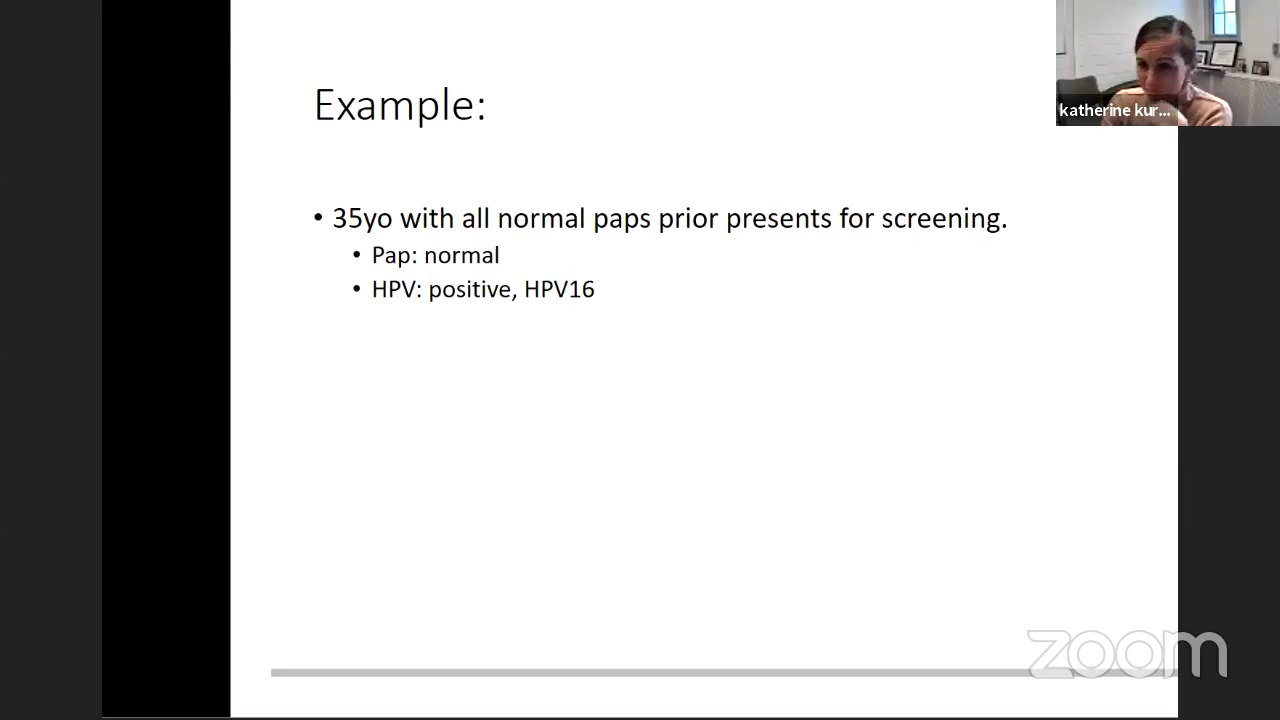 Example:
katherine kur...
• 35yo with all normal paps prior presents for screening.
• Pap: normal
• HPV: positive, HPV16
zoom